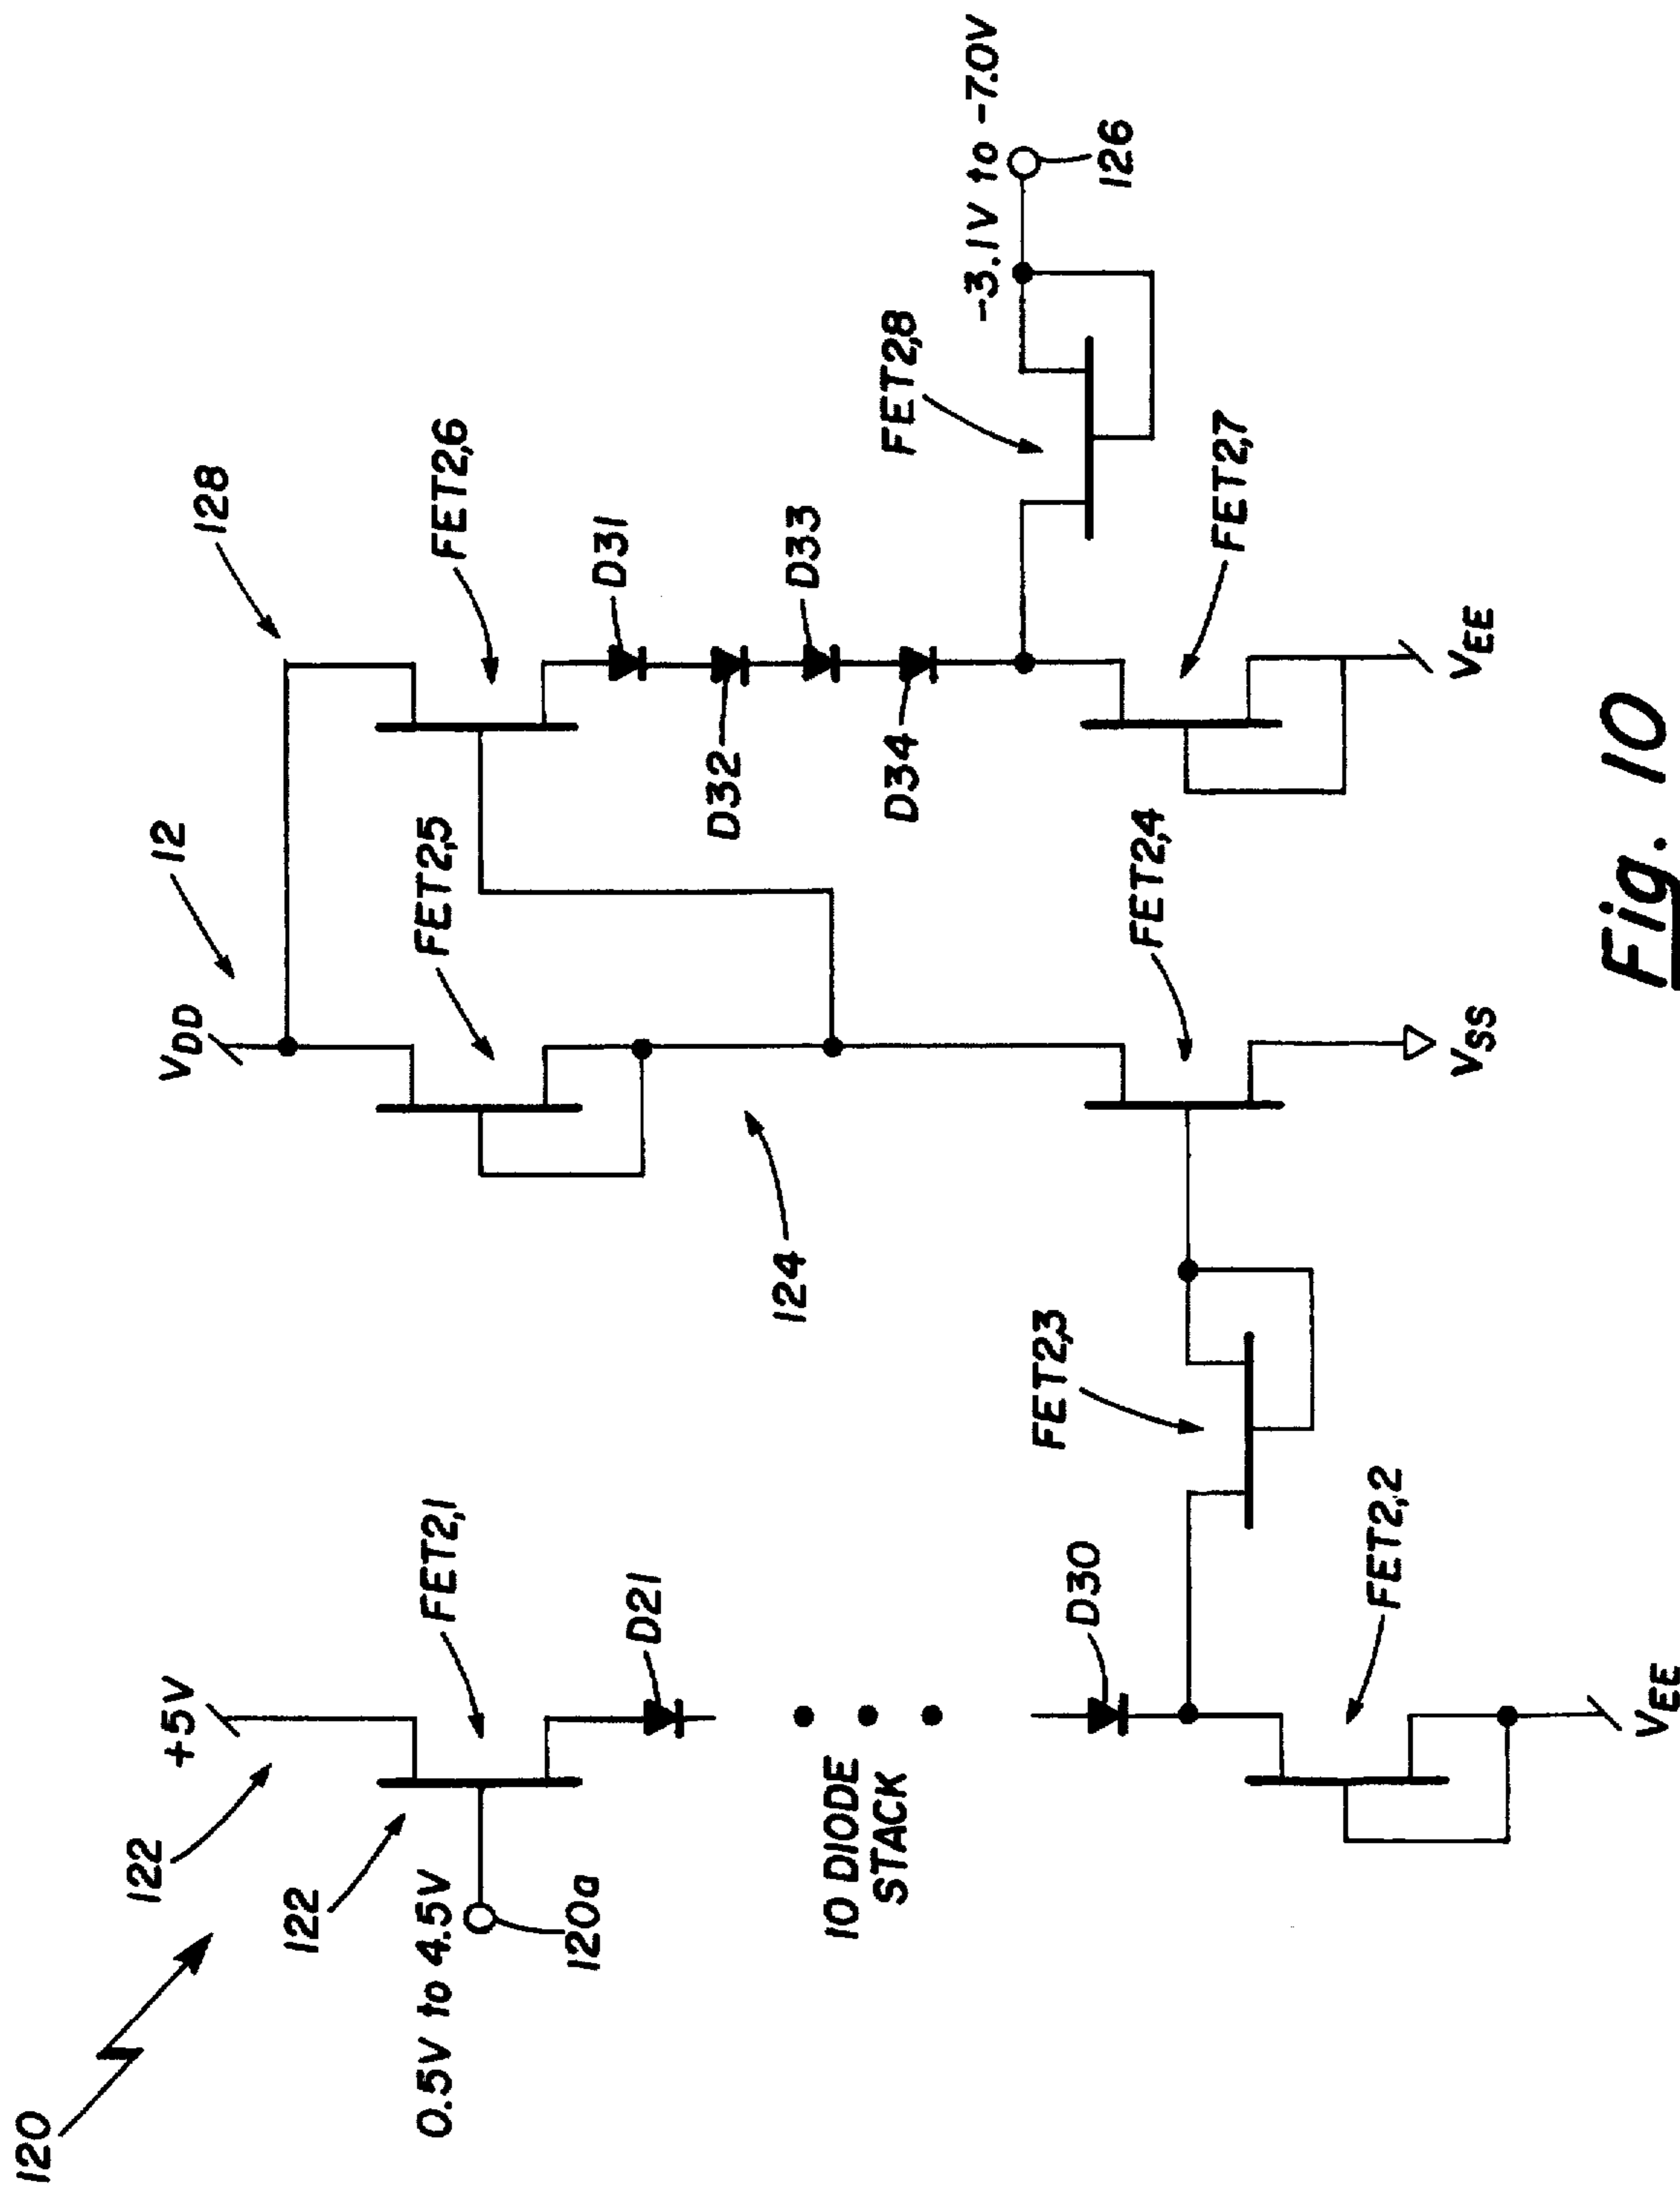 120
122
+5V
122
FET2,1
0.5V to 4.5V
120a
D21
10 DIODE
STACK
D30
FET2,2
VEE
FET2,3
VDD
12
FET2,5
124
FET2,4
VSS
128
FET2,6
D31
D32
D33
D34
FET2,8
-3.1V to -7.0V
126
FET2,7
VEE
Fig. 10